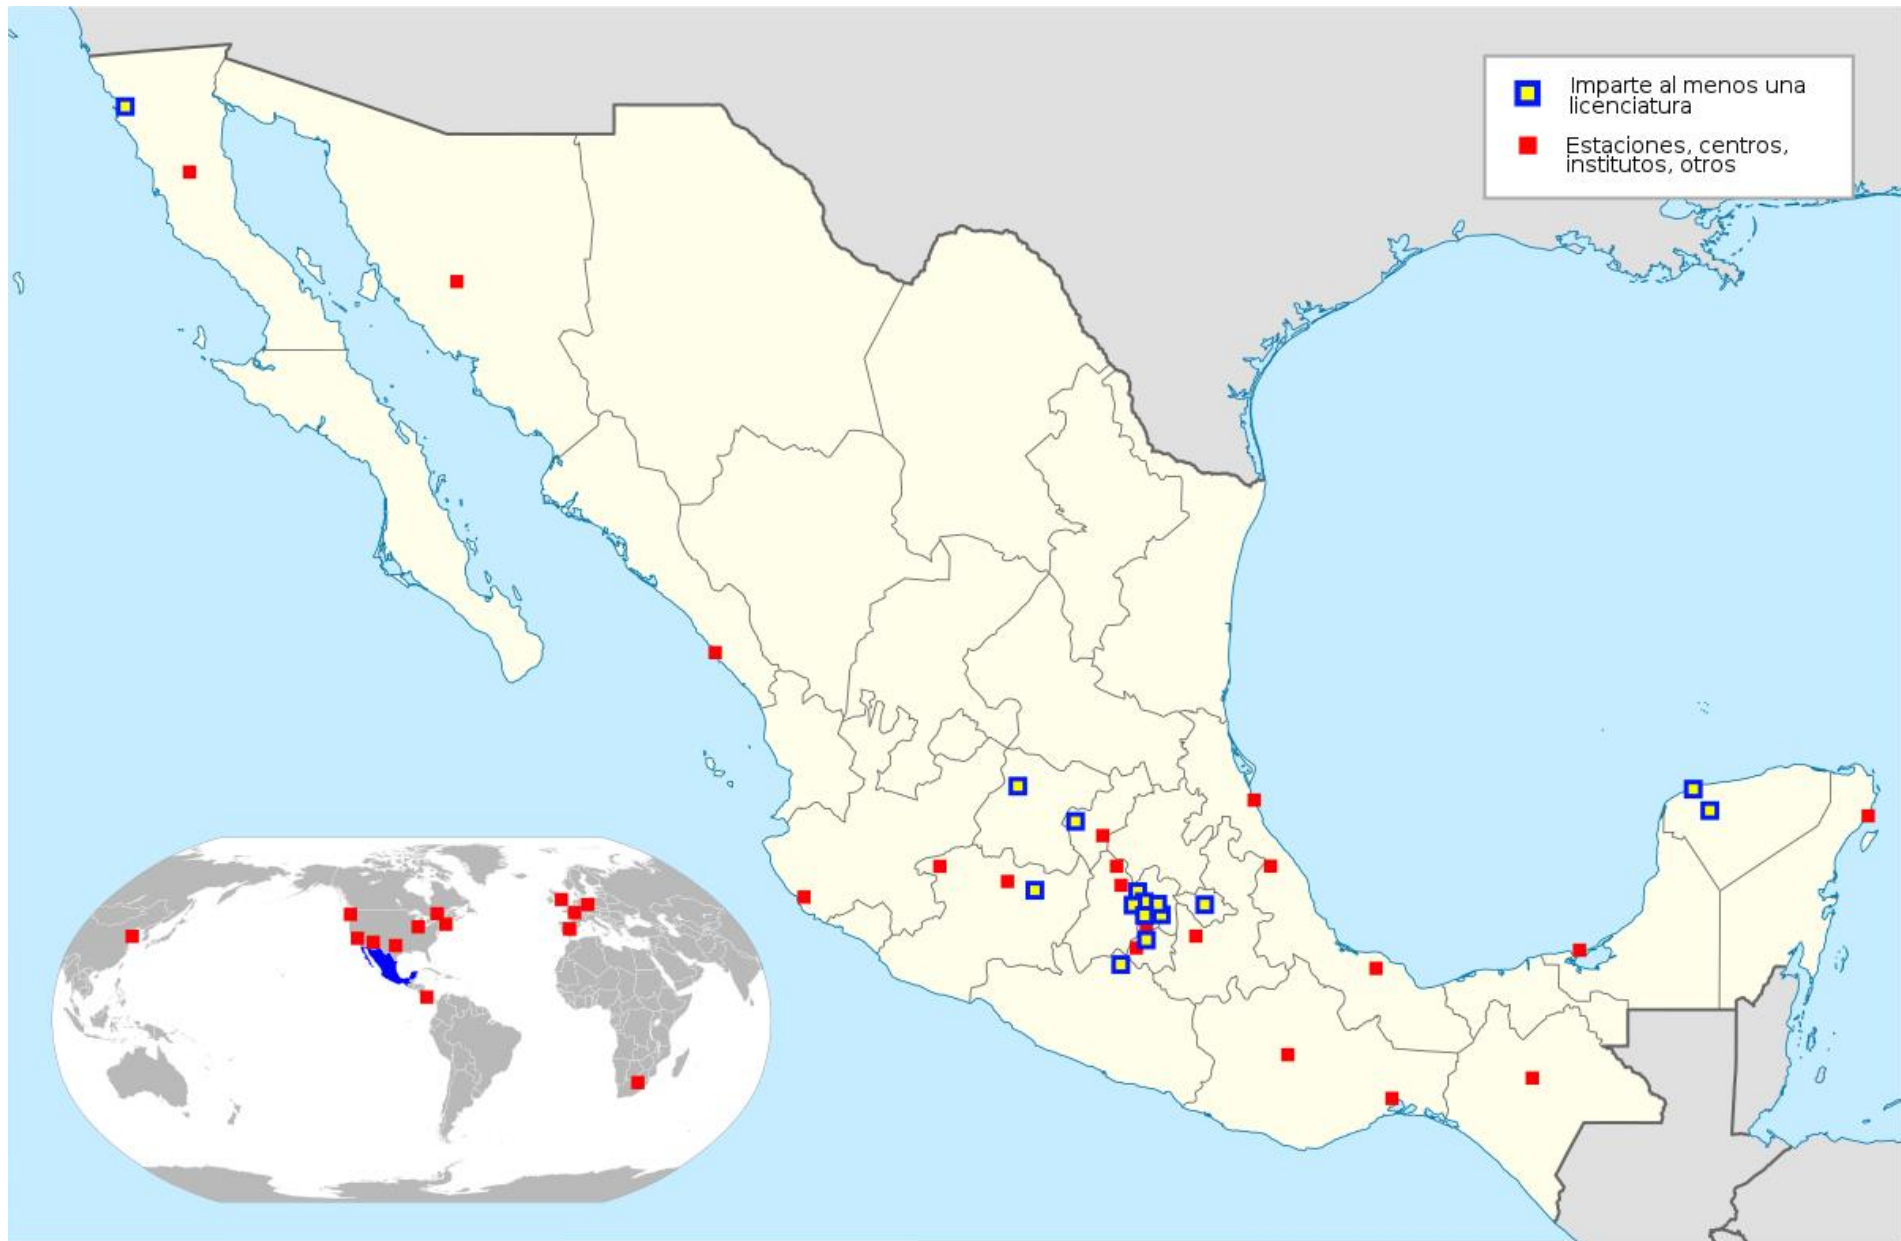 Imparte al menos una
licenciatura
Estaciones, centros,
institutos, otros